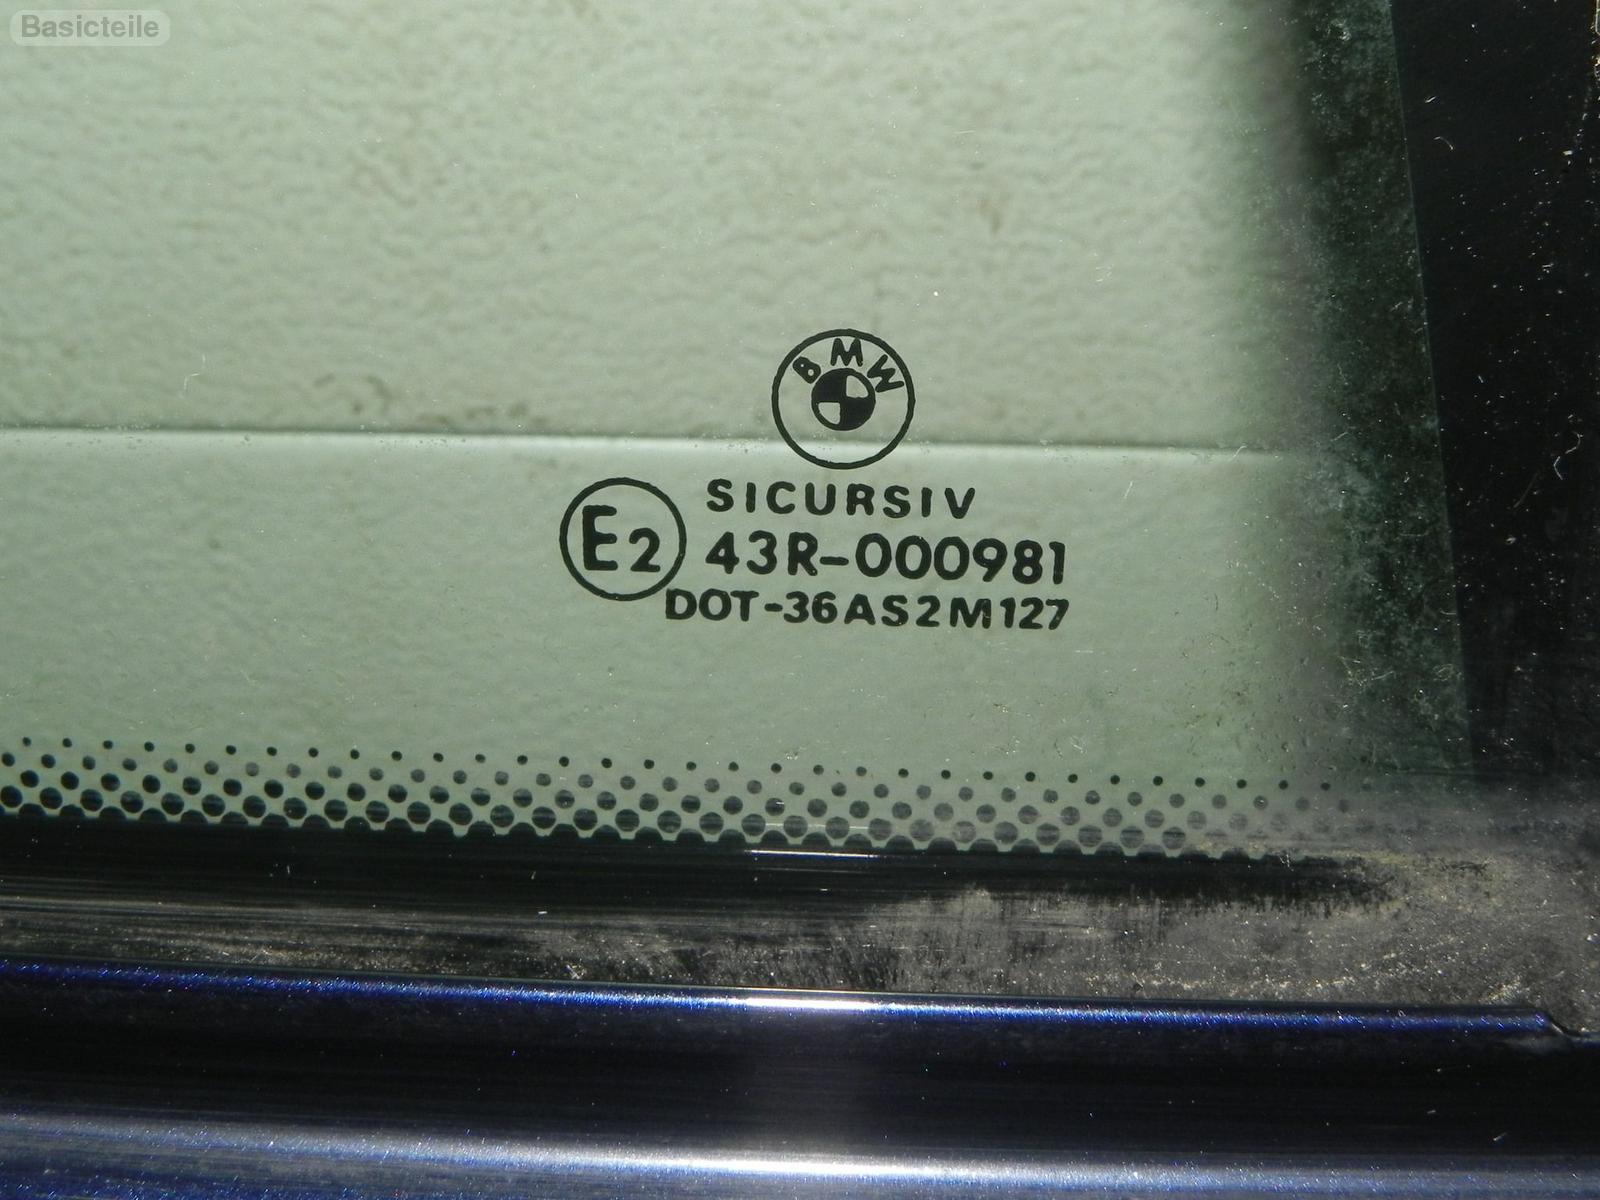 Basicteile
BMW
SICURSIV
E2
43R-000981
DOT-36AS2M127